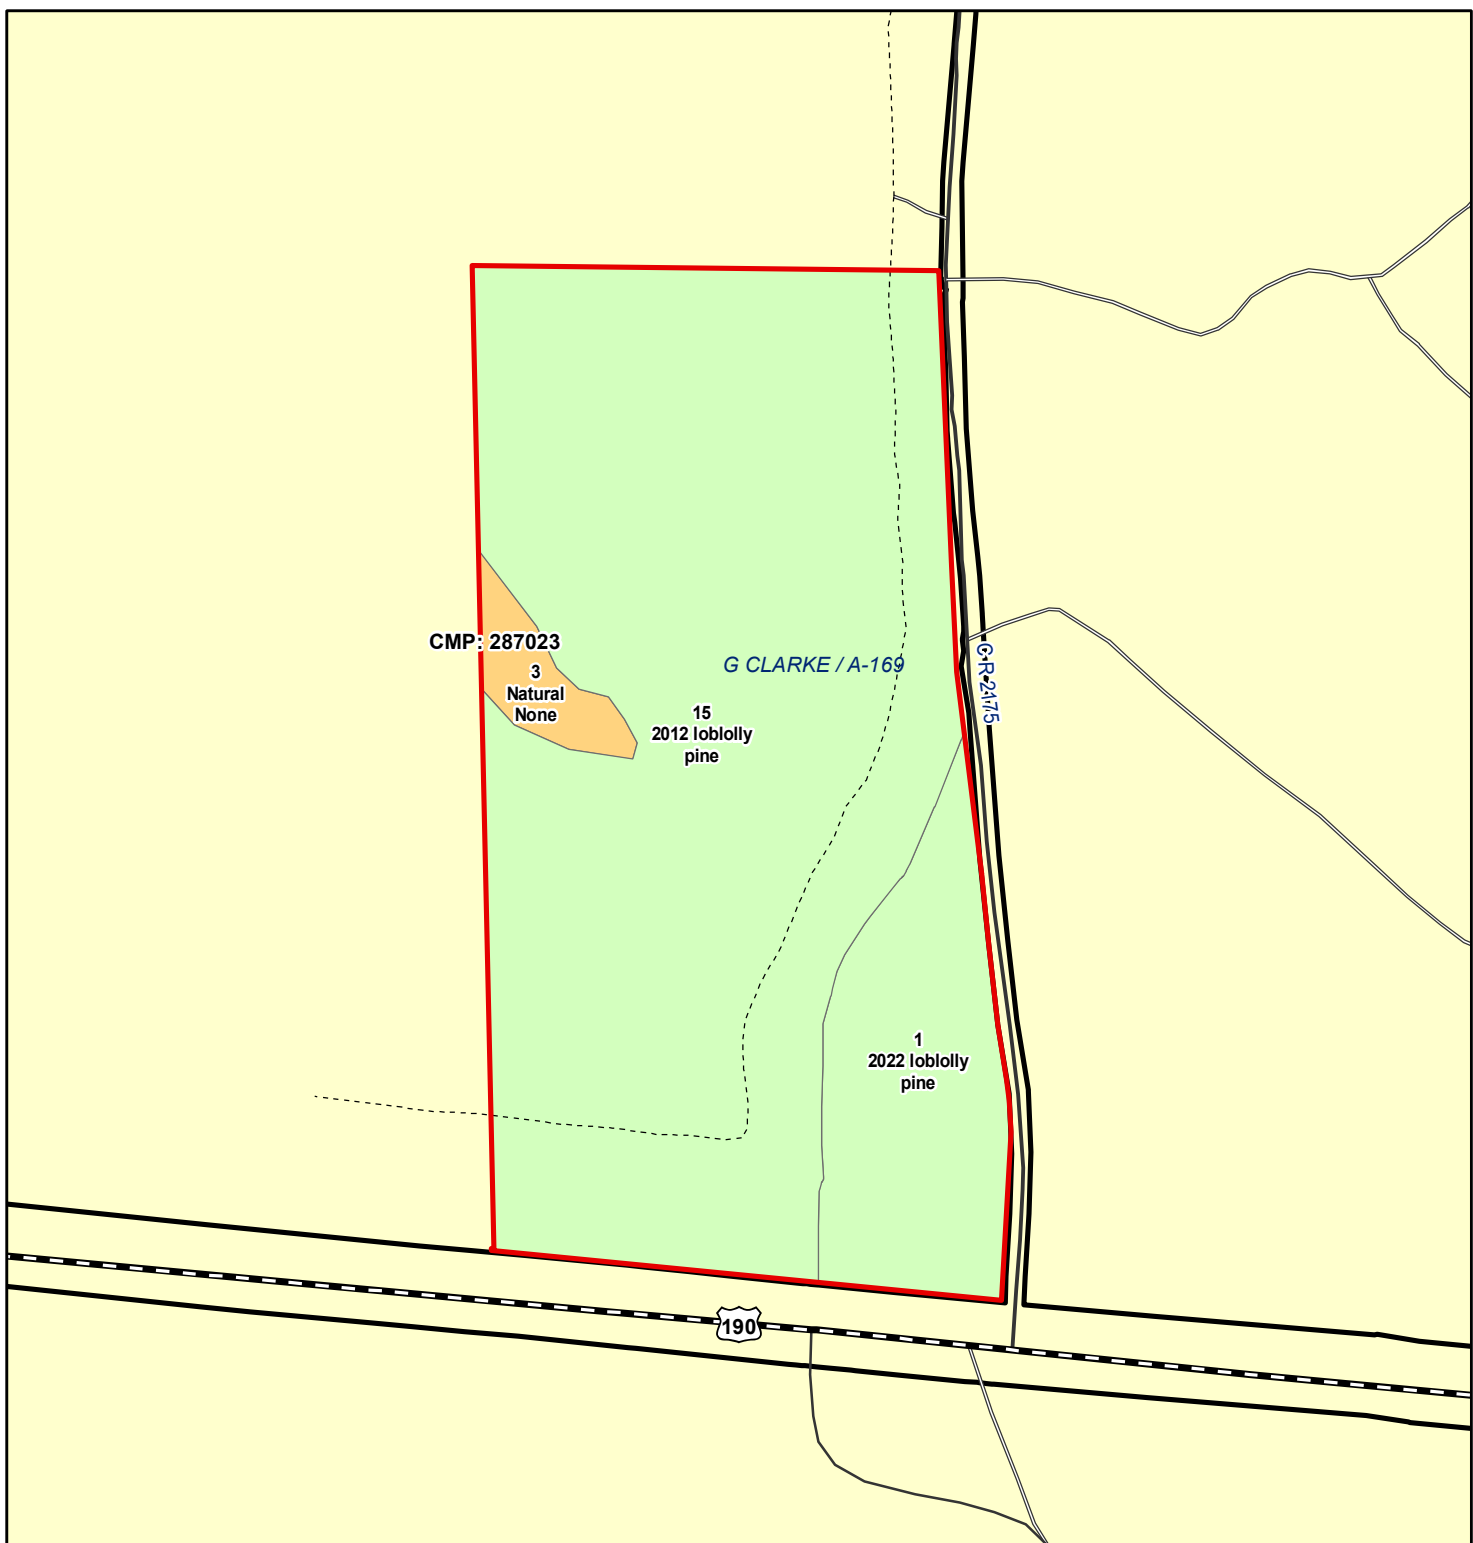 CMP: 287023
3
Natural
None
G CLARKE / A-169
C R 2175
15
2012 loblolly
pine
1
2022 loblolly
pine
190